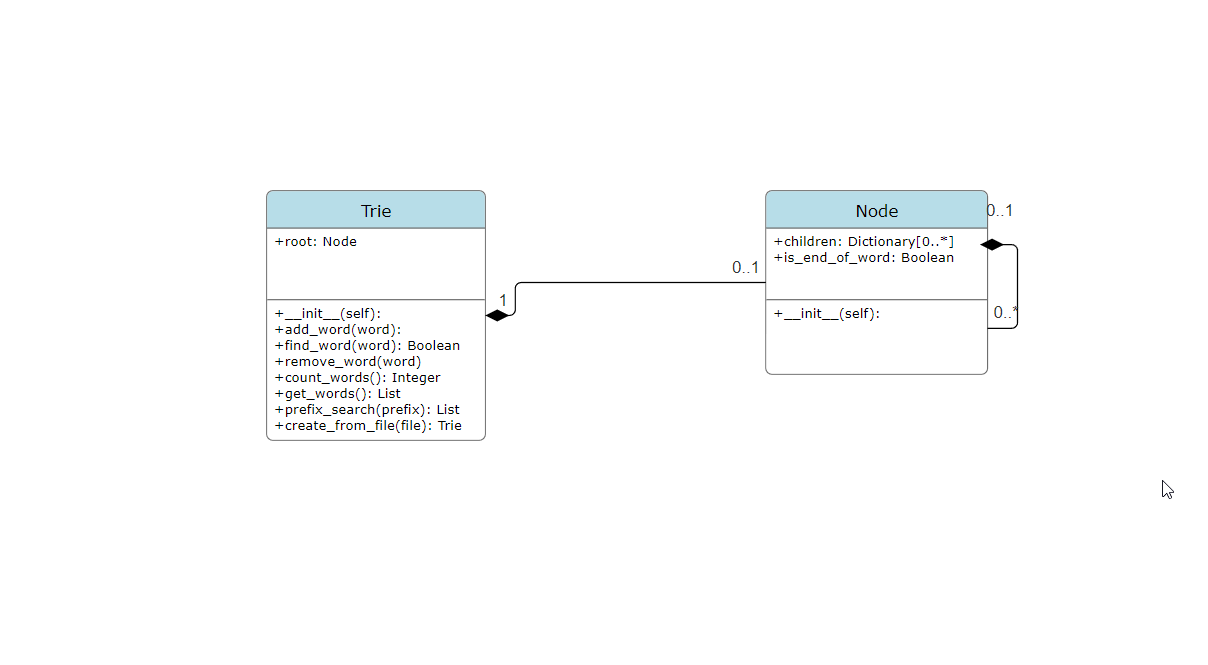 Trie
+root: Node
+__init__(self):
+add_word(word):
+find_word(word): Boolean
+remove_word(word)
+count_words(): Integer
+get_words(): List
+prefix_search(prefix): List
+create_from_file(file): Trie
1
0..1
Node
+children: Dictionary[0..*]
+is_end_of_word: Boolean
+__init__(self):
0..1
0..*